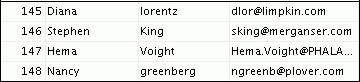 145 Diana lorentz dlor@limpkin.com
146 Stephen King sking@merganser.com
147 Hema Voight Hema.Voight@PHALA...
148 Nancy greenberg ngreenb@plover.com